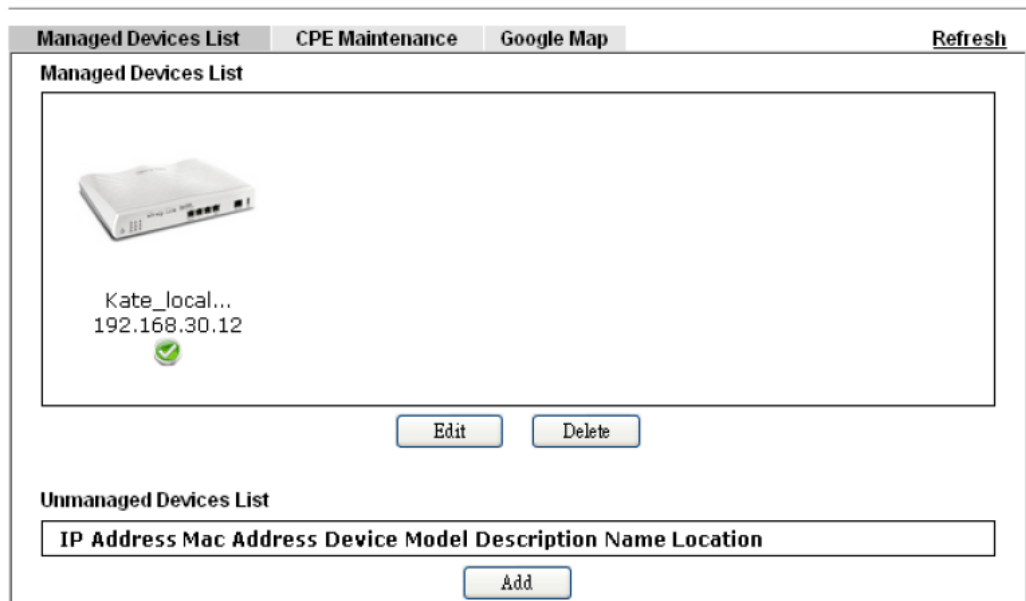 Managed Devices List CPE Maintenance Google Map Refresh
Managed Devices List
Kate_local...
192.168.30.12
Edit Delete
Unmanaged Devices List
IP Address Mac Address Device Model Description Name Location
Add